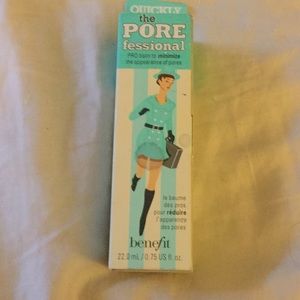 QUICKLY
the
PORE
fessional
PRO balm to minimize
the appearance of pores
le baume
des pros
pour réduire
l'apparence
des pores
benefit
22.0 mL / 0.75 US fl. oz.